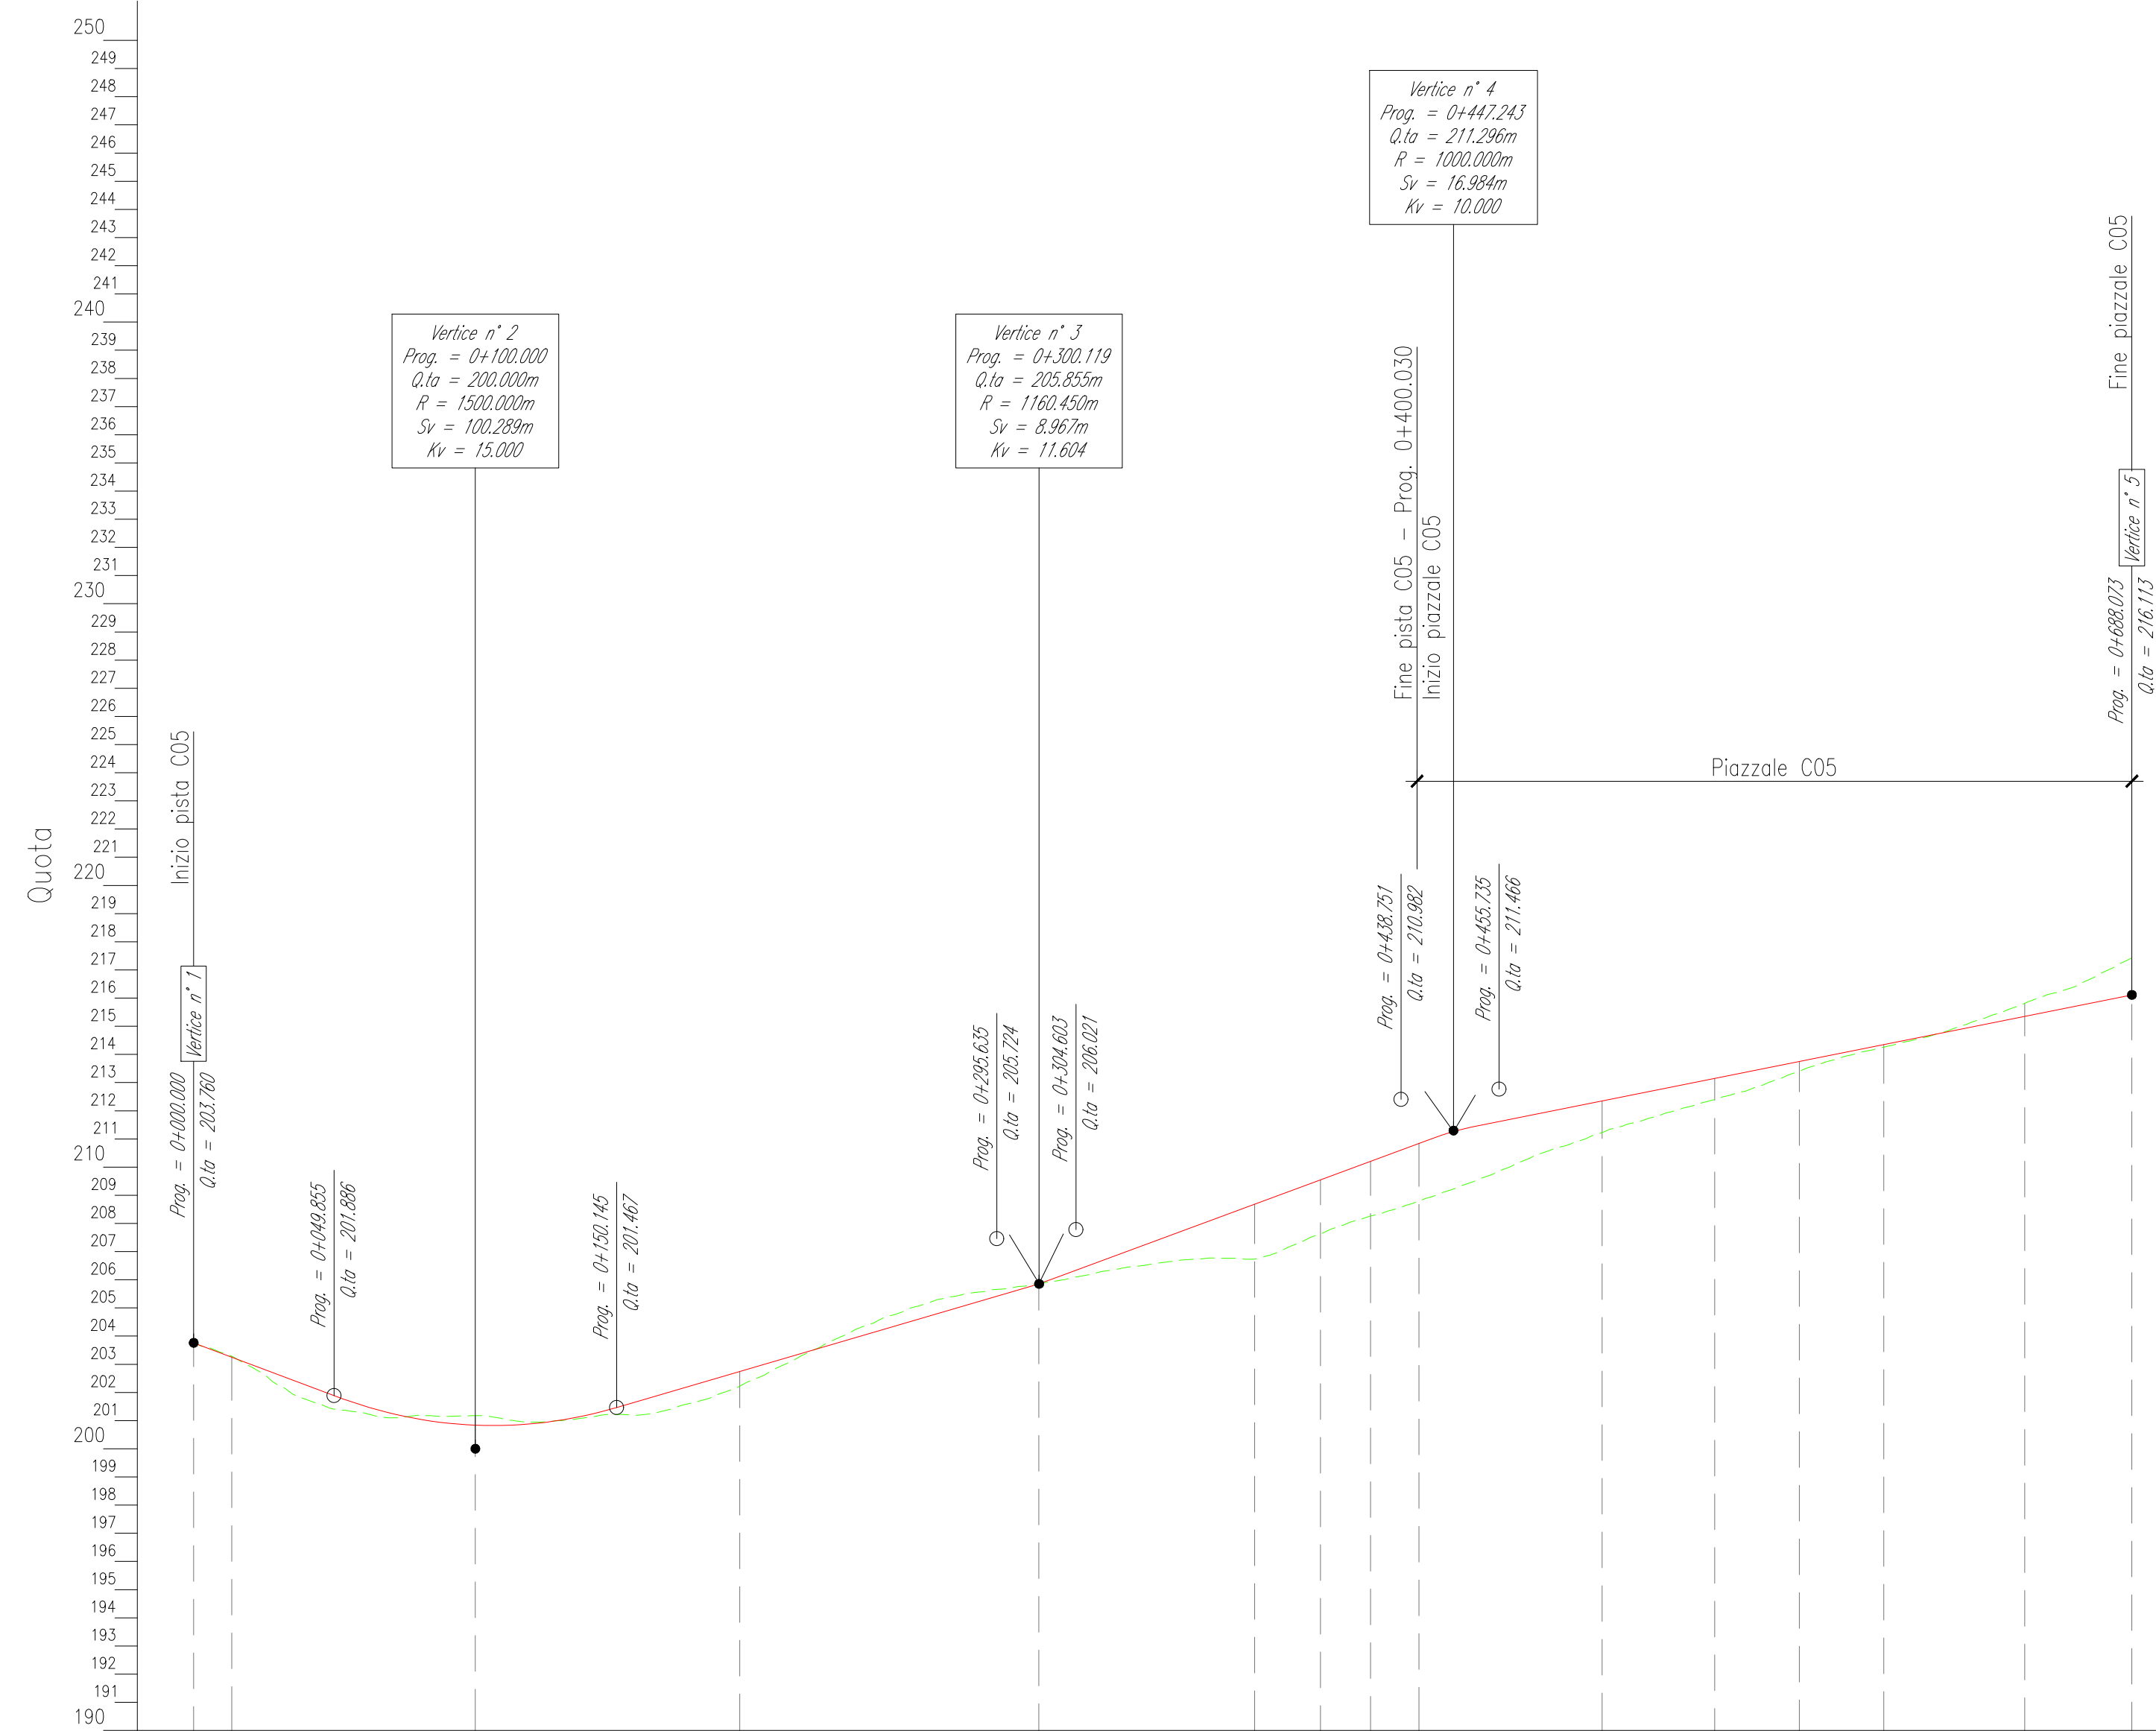 Quota
250
249
248
247
246
245
244
243
242
241
240
239
238
237
236
235
234
233
232
231
230
229
228
227
226
225
224
223
222
221
220
219
218
217
216
215
214
213
212
211
210
209
208
207
206
205
204
203
202
201
200
199
198
197
196
195
194
193
192
191
190
Inizio pista C05
Vertice n° 1
Prog. = 0+000.000
Q.ta = 203.760
Prog. = 0+049.855
Q.ta = 201.886
Vertice n° 2
Prog. = 0+100.000
Q.ta = 200.000m
R = 1500.000m
Sv = 100.289m
Kv = 15.000
Prog. = 0+150.145
Q.ta = 201.467
Prog. = 0+295.635
Q.ta = 205.724
Vertice n° 3
Prog. = 0+300.119
Q.ta = 205.855m
R = 1160.450m
Sv = 8.967m
Kv = 11.604
Prog. = 0+304.603
Q.ta = 206.021
Fine pista C05 - Prog. 0+400.030
Inizio piazzale C05
Prog. = 0+438.751
Q.ta = 210.982
Vertice n° 4
Prog. = 0+447.243
Q.ta = 211.296m
R = 1000.000m
Sv = 16.984m
Kv = 10.000
Prog. = 0+455.735
Q.ta = 211.466
Piazzale C05
Fine piazzale C05
Vertice n° 5
Prog. = 0+688.073
Q.ta = 216.113